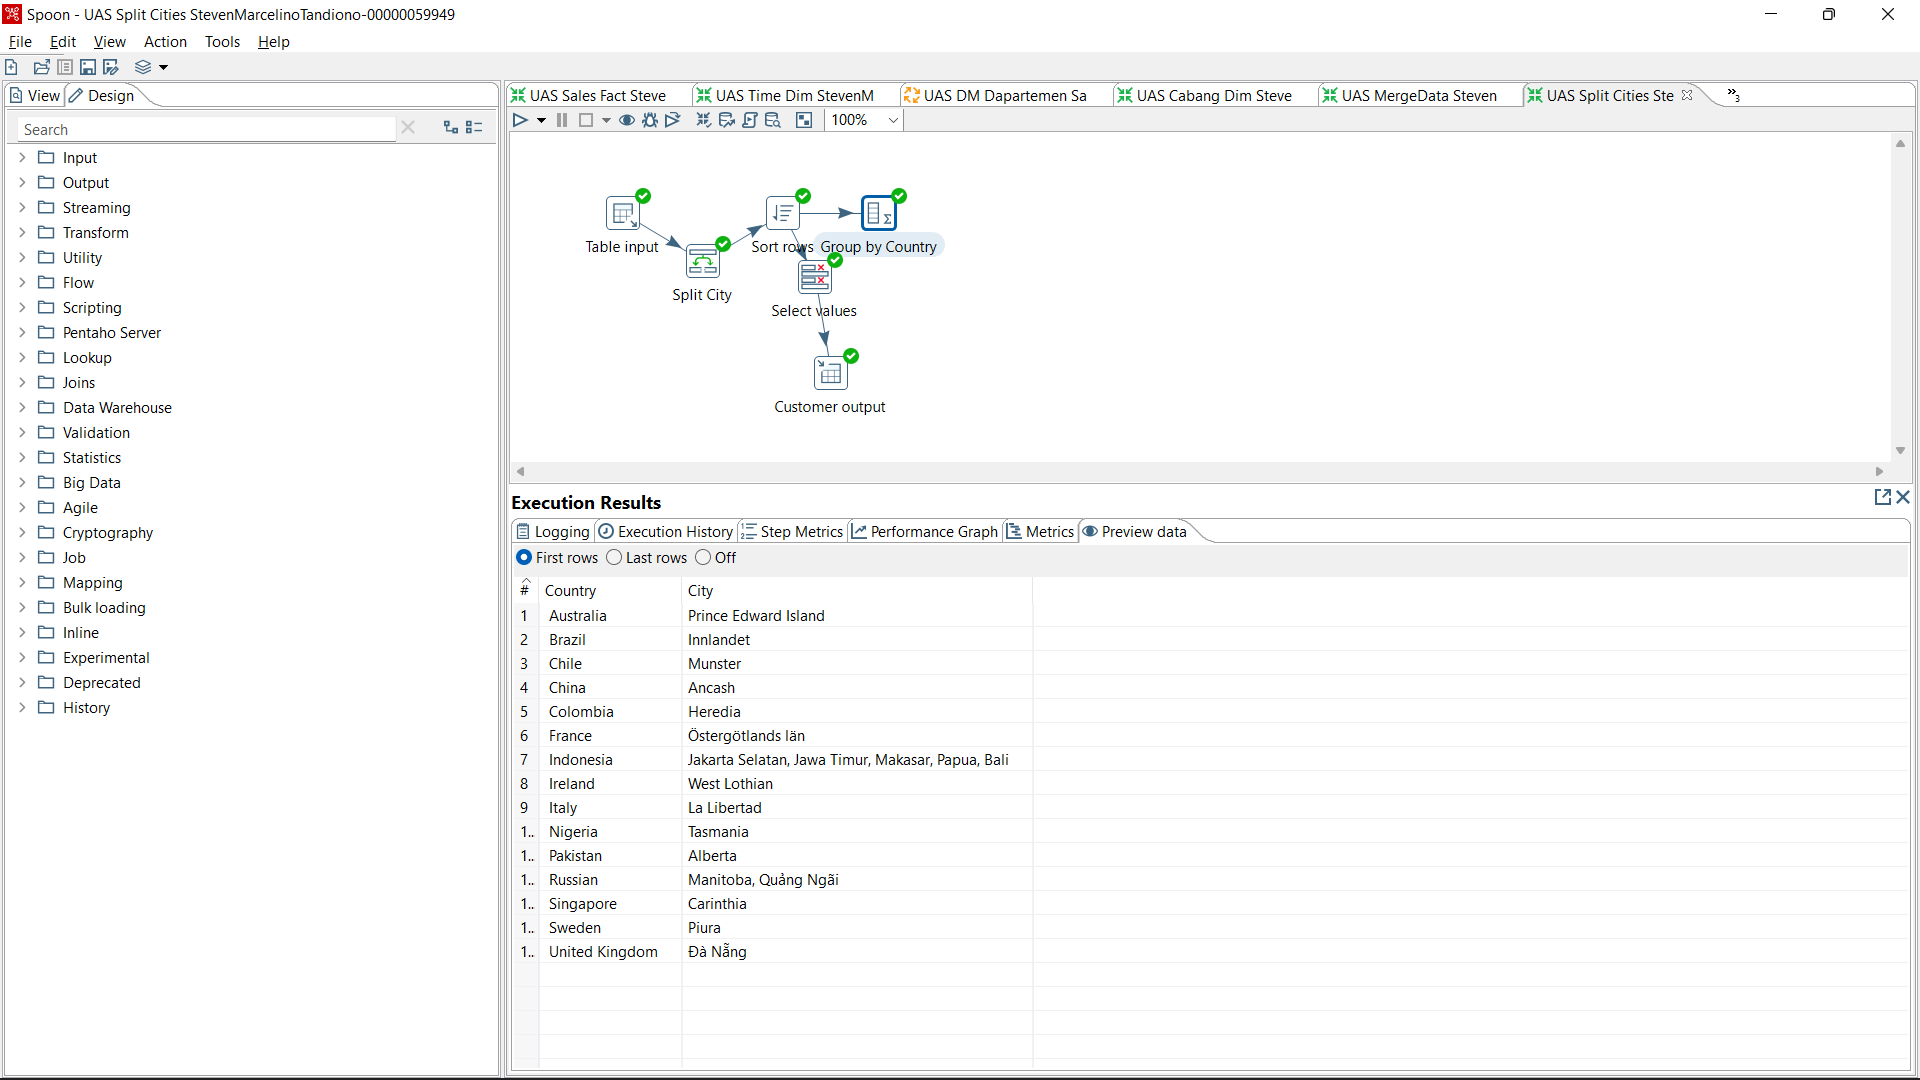 Spoon - UAS Split Cities StevenMarcelinoTandiono-00000059949
File Edit View Action Tools Help
View Design
Search
Input
Output
Streaming
Transform
Utility
Flow
Scripting
Pentaho Server
Lookup
Joins
Data Warehouse
Validation
Statistics
Big Data
Agile
Cryptography
Job
Mapping
Bulk loading
Inline
Experimental
Deprecated
History
UAS Sales Fact Steve UAS Time Dim StevenM UAS DM Dapartemen Sa UAS Cabang Dim Steve UAS MergeData Steven UAS Split Cities Ste »3
100%
Table input
Split City
Sort rows
Group by Country
Select values
Customer output
Execution Results
Logging Execution History Step Metrics Performance Graph Metrics Preview data
First rows Last rows Off
# Country City
1 Australia Prince Edward Island
2 Brazil Innlandet
3 Chile Munster
4 China Ancash
5 Colombia Heredia
6 France Östergötlands län
7 Indonesia Jakarta Selatan, Jawa Timur, Makasar, Papua, Bali
8 Ireland West Lothian
9 Italy La Libertad
1.. Nigeria Tasmania
1.. Pakistan Alberta
1.. Russian Manitoba, Quảng Ngãi
1.. Singapore Carinthia
1.. Sweden Piura
1.. United Kingdom Đà Nẵng